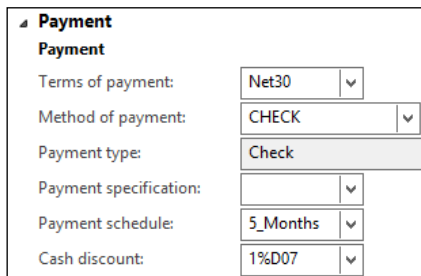 Payment
Payment
Terms of payment: Net30
Method of payment: CHECK
Payment type: Check
Payment specification:
Payment schedule: 5_Months
Cash discount: 1%D07